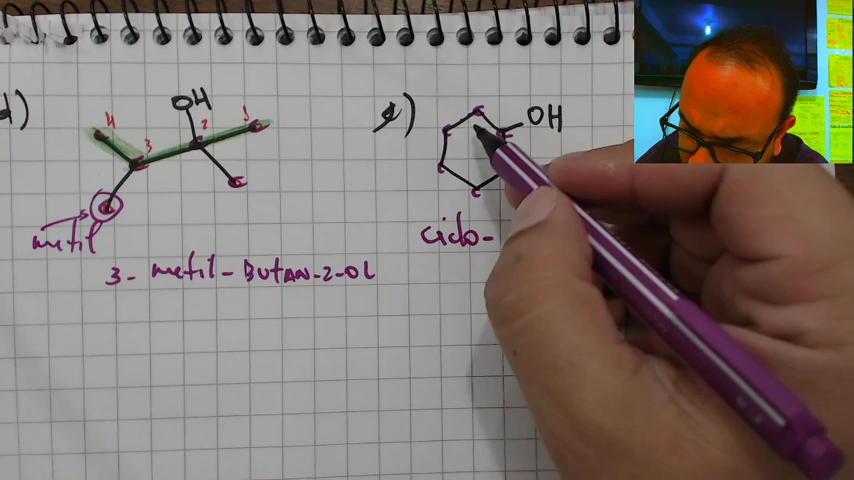 d)
OH
4 3 2 1
metil
3- metil - Butan-2-OL
e)
C
OH
C
C
C
C
ciclo-